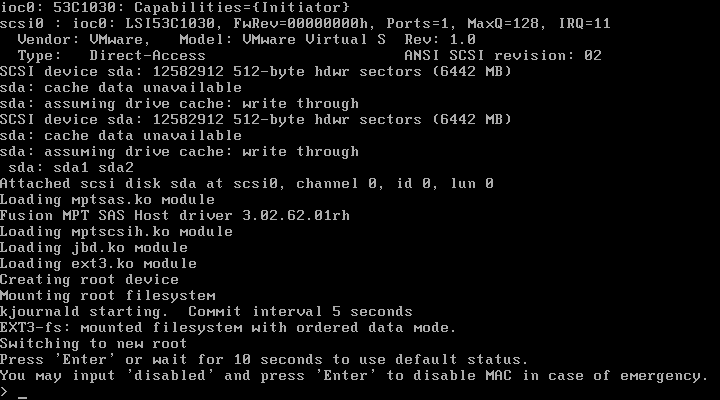 ioc0: 53C1030: Capabilities={Initiator}
scsi0 : ioc0: LSI53C1030, FwRev=00000000h, Ports=1, MaxQ=128, IRQ=11
  Vendor: VMware,   Model: VMware Virtual S  Rev: 1.0
  Type:   Direct-Access                      ANSI SCSI revision: 02
SCSI device sda: 12582912 512-byte hdwr sectors (6442 MB)
sda: cache data unavailable
sda: assuming drive cache: write through
SCSI device sda: 12582912 512-byte hdwr sectors (6442 MB)
sda: cache data unavailable
sda: assuming drive cache: write through
 sda: sda1 sda2
Attached scsi disk sda at scsi0, channel 0, id 0, lun 0
Loading mptsas.ko module
Fusion MPT SAS Host driver 3.02.62.01rh
Loading mptscsih.ko module
Loading jbd.ko module
Loading ext3.ko module
Creating root device
Mounting root filesystem
kjournald starting.  Commit interval 5 seconds
EXT3-fs: mounted filesystem with ordered data mode.
Switching to new root
Press 'Enter' or wait for 10 seconds to use default status.
You may input 'disabled' and press 'Enter' to disable MAC in case of emergency.
> _